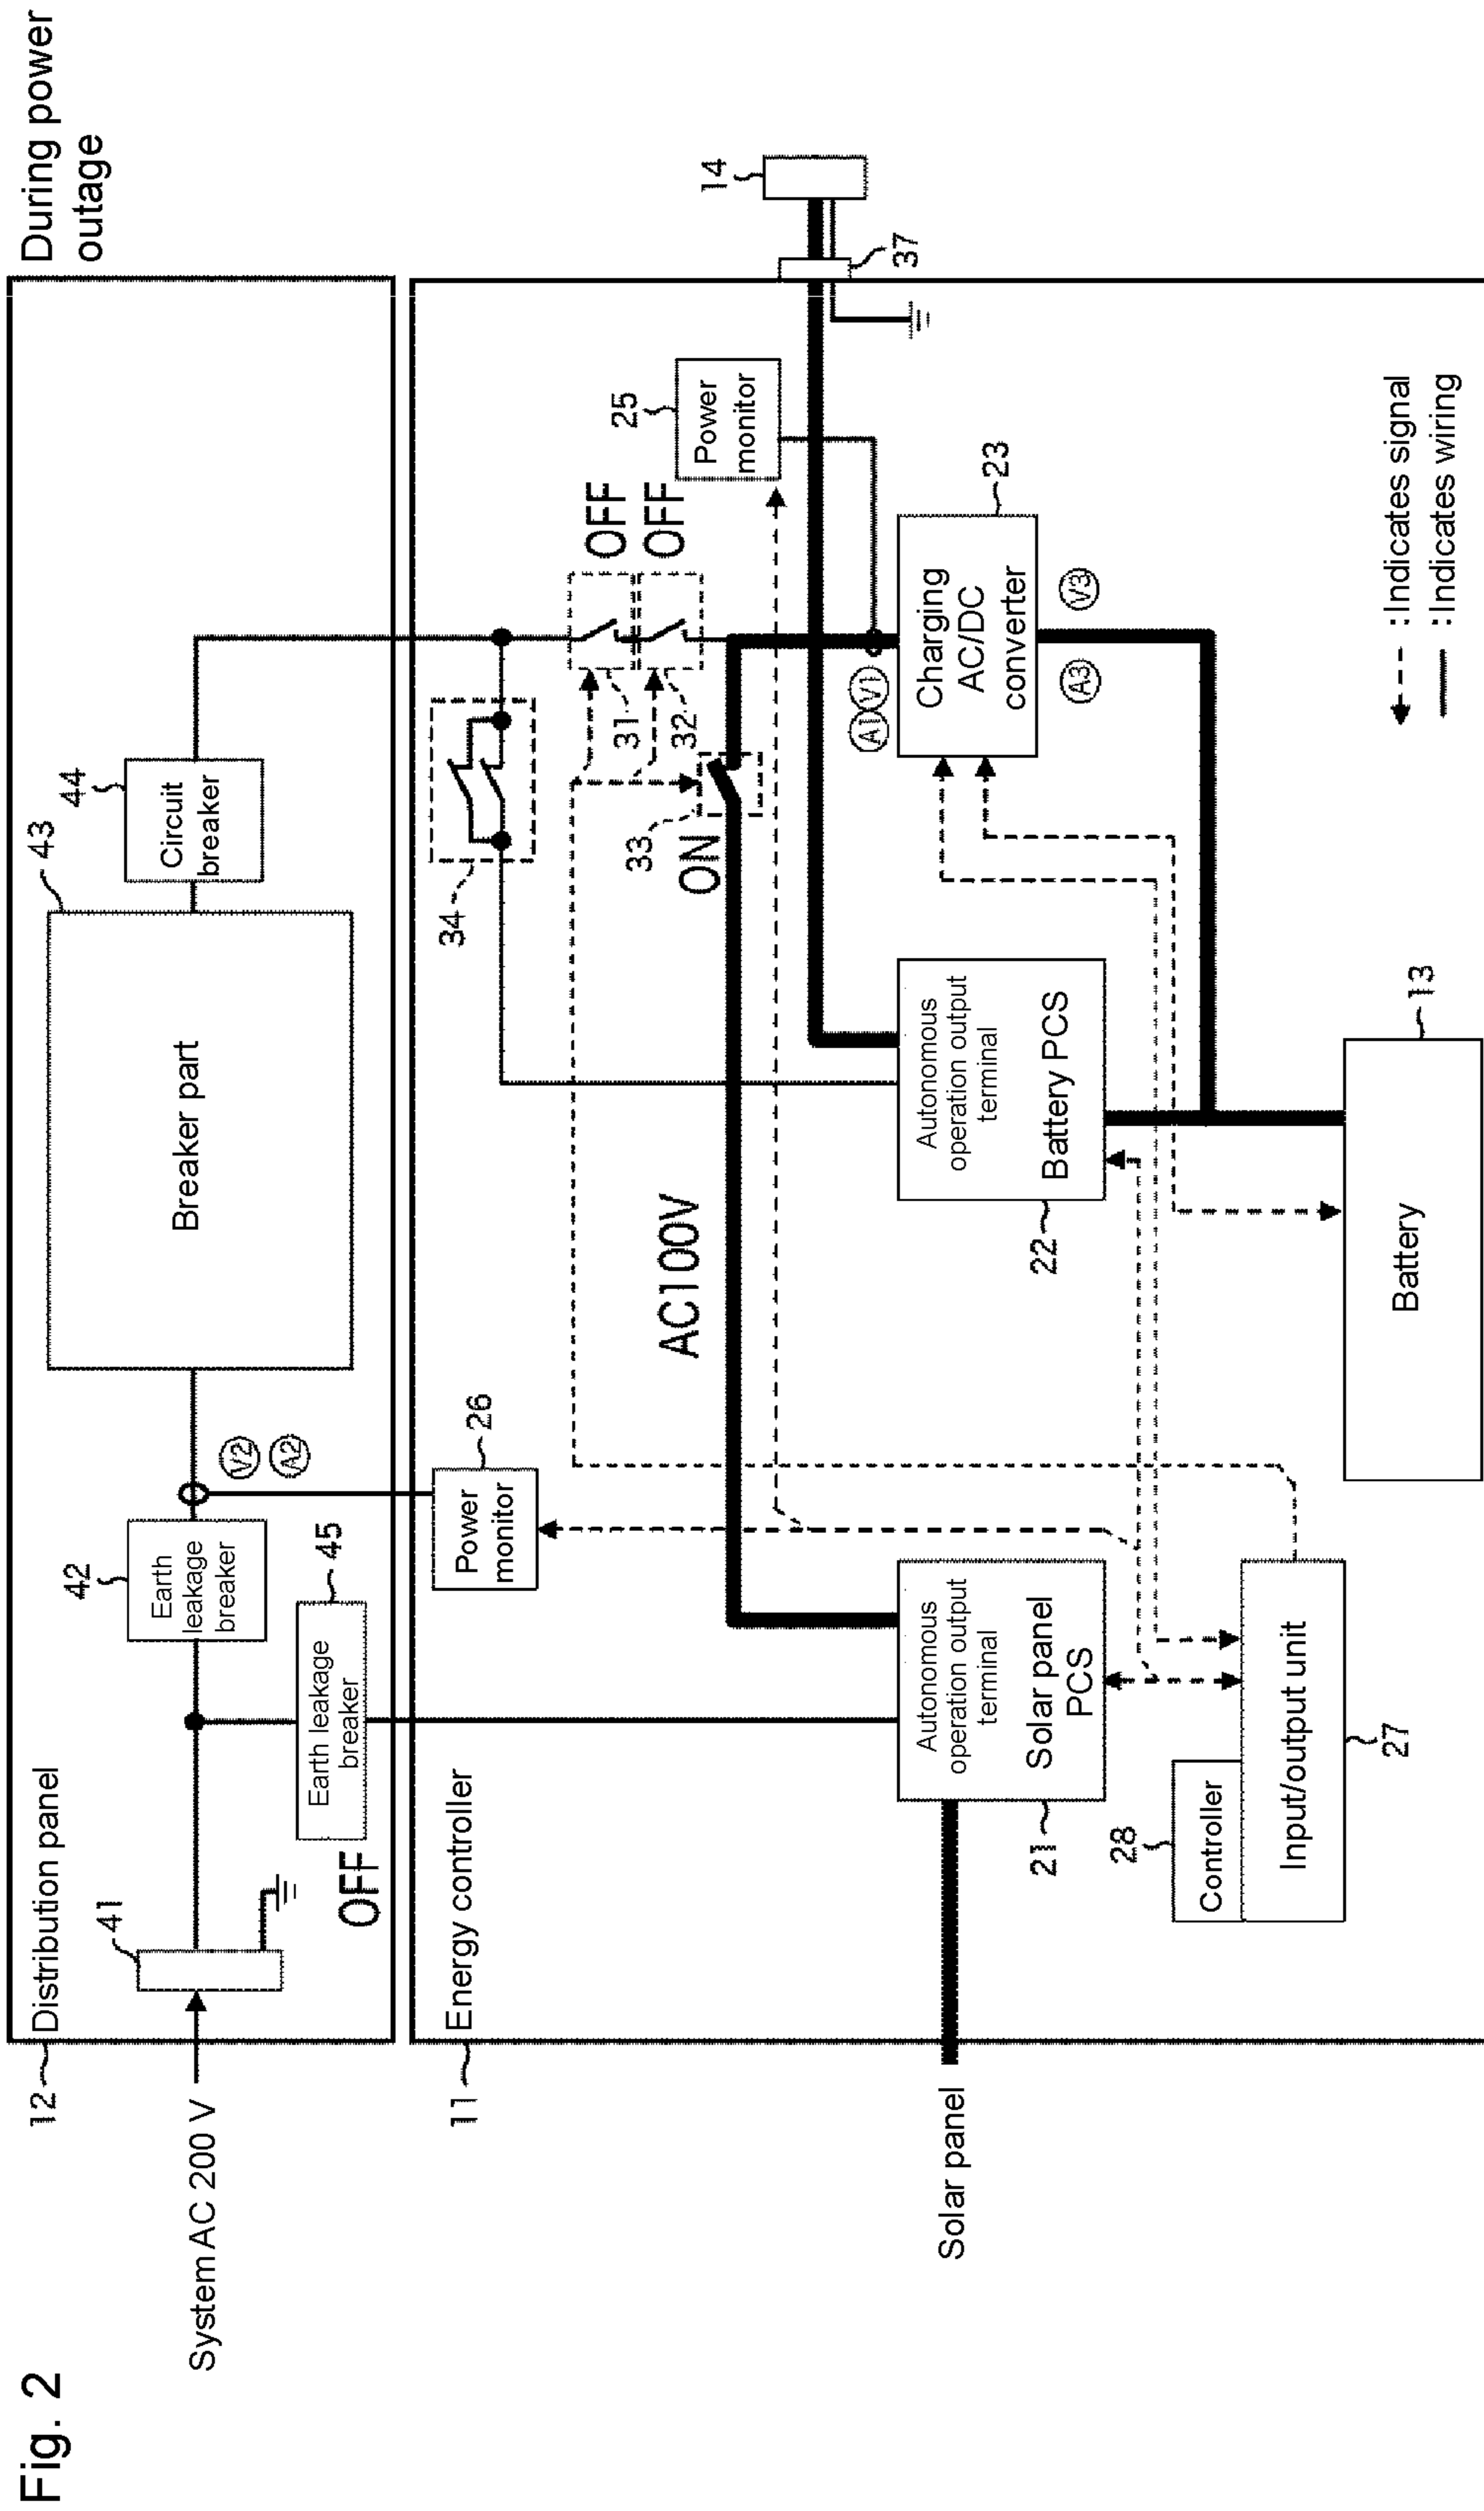 Fig. 2
During power
outage
System AC 200 V
12
Distribution panel
41
OFF
42
Earth
leakage
breaker
45
Earth leakage
breaker
V2
A2
43
Breaker part
44
Circuit
breaker
11
Energy controller
Solar panel
26
Power
monitor
34
33
ON
31
32
OFF
OFF
25
Power
monitor
14
37
AC100V
A1
V1
Autonomous
operation output
terminal
Solar panel
PCS
21
Autonomous
operation output
terminal
Battery PCS
22
Charging
AC/DC
converter
23
A3
V3
28
Controller
Input/output unit
27
Battery
13
: Indicates signal
: Indicates wiring